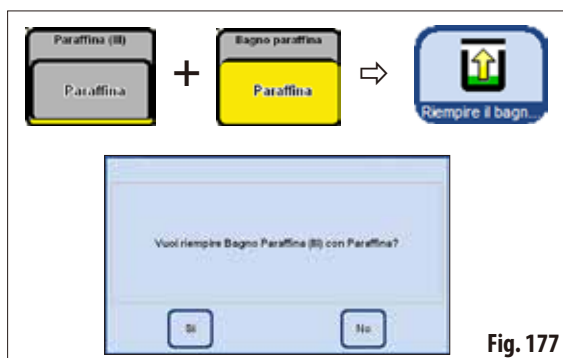 Paraffina (III)
Paraffina
+
Bagno paraffina
Paraffina
⇨
Riempire il bagn...
Vuoi riempire Bagno Paraffina (III) con Paraffina?
Sì
No
Fig. 177